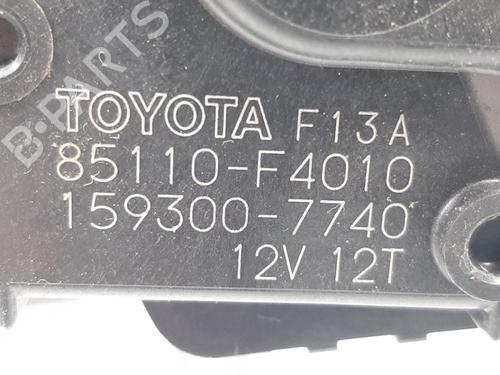 B-PARTS
TOYOTA F13A
85110-F4010
159300-7740
12V 12T